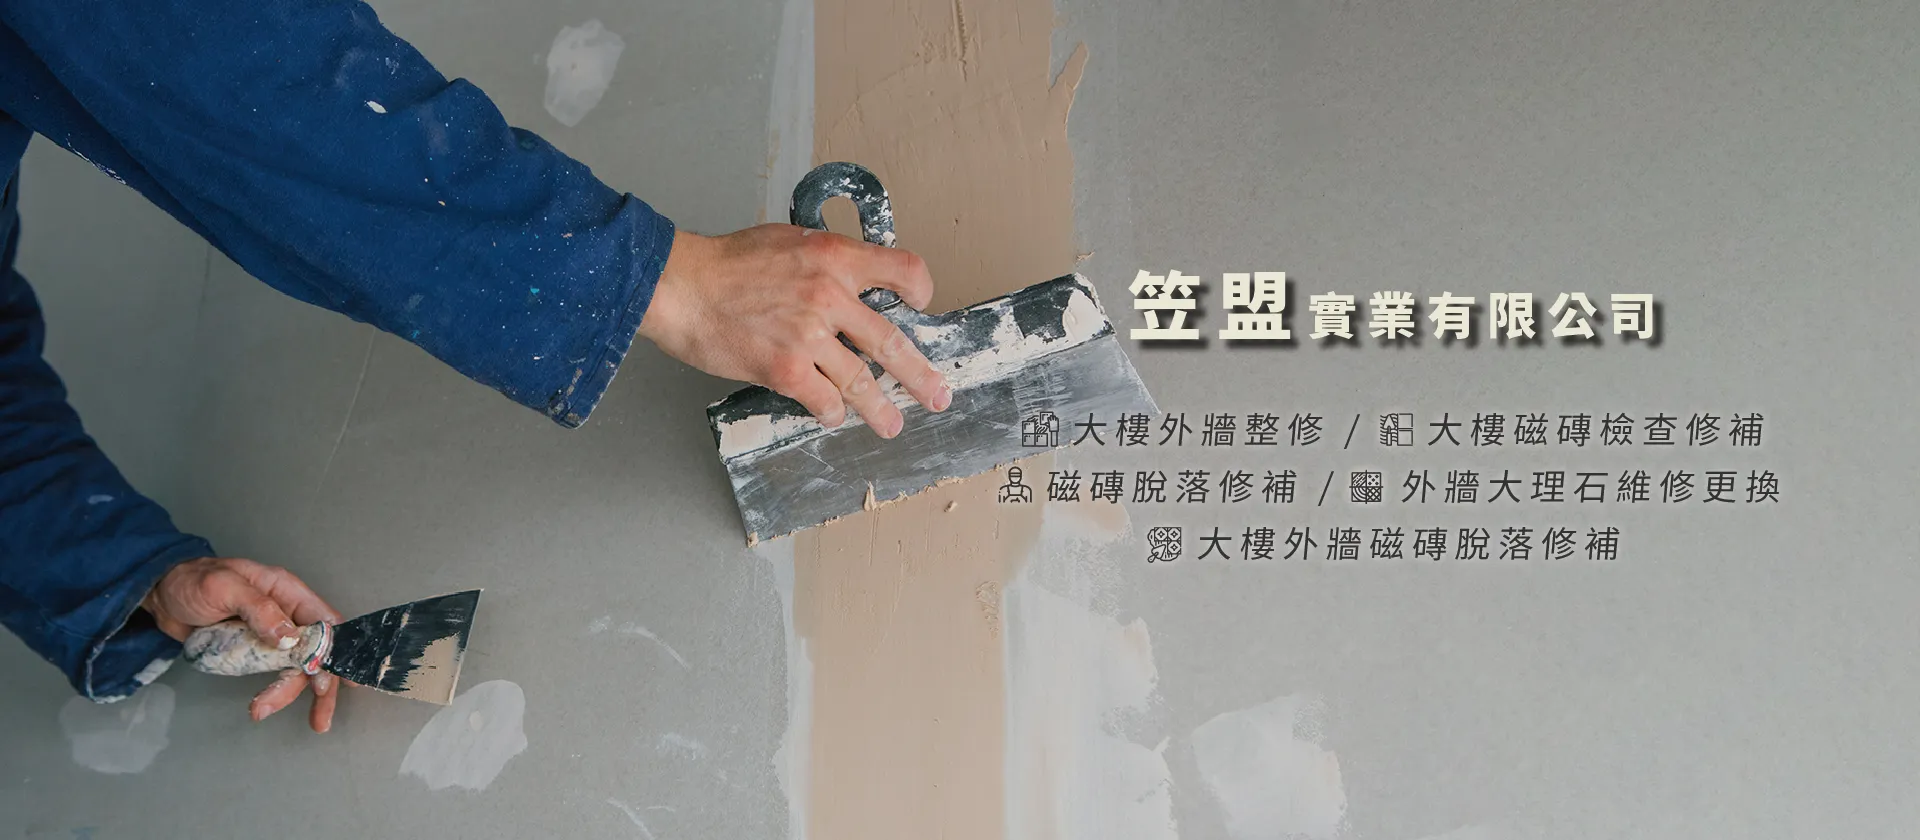 笠盟實業有限公司
大樓外牆整修 / 大樓磁磚檢查修補
磁磚脫落修補 / 外牆大理石維修更換
大樓外牆磁磚脫落修補